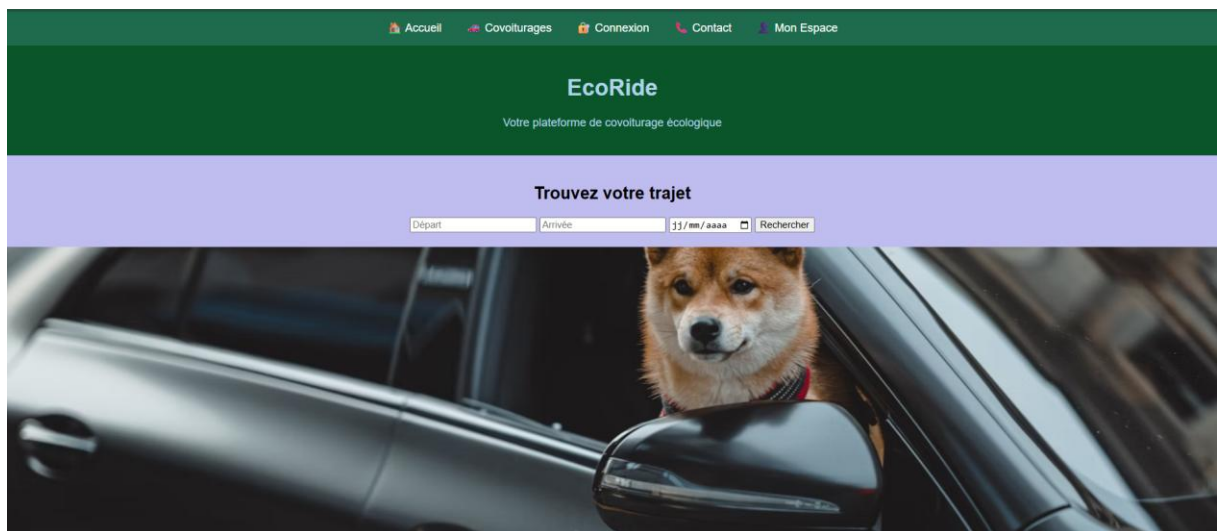 Accueil Covoiturages Connexion Contact Mon Espace
EcoRide
Votre plateforme de covoiturage écologique
Trouvez votre trajet
Départ Arrivée jj/mm/aaaa Rechercher